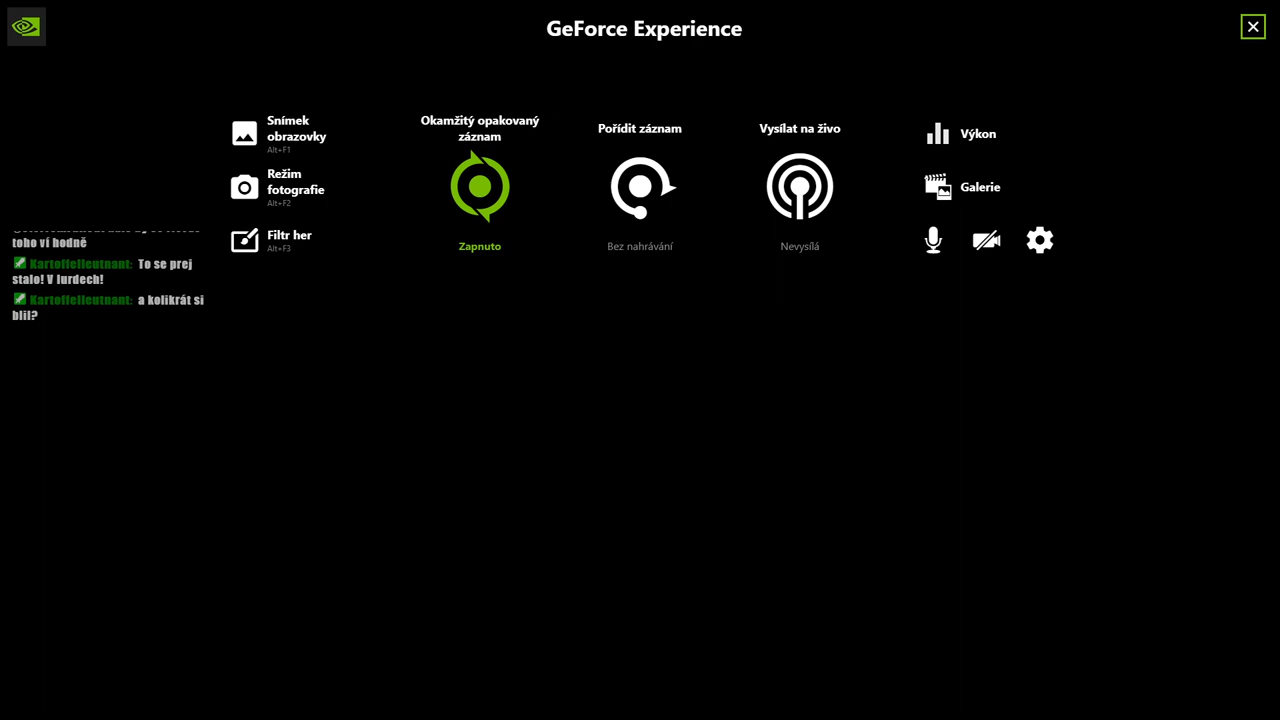 GeForce Experience
Snímek
obrazovky
Alt+F1
Režim
fotografie
Alt+F2
Filtr her
Alt+F3
Okamžitý opakovaný
záznam
Zapnuto
Pořídit záznam
Bez nahrávání
Vysílat na živo
Nevysílá
Výkon
Galerie
toho ví hodně
Kartoffelleutnant: To se prej
stalo! V lurdech!
Kartoffelleutnant: a kolikrát si
blil?